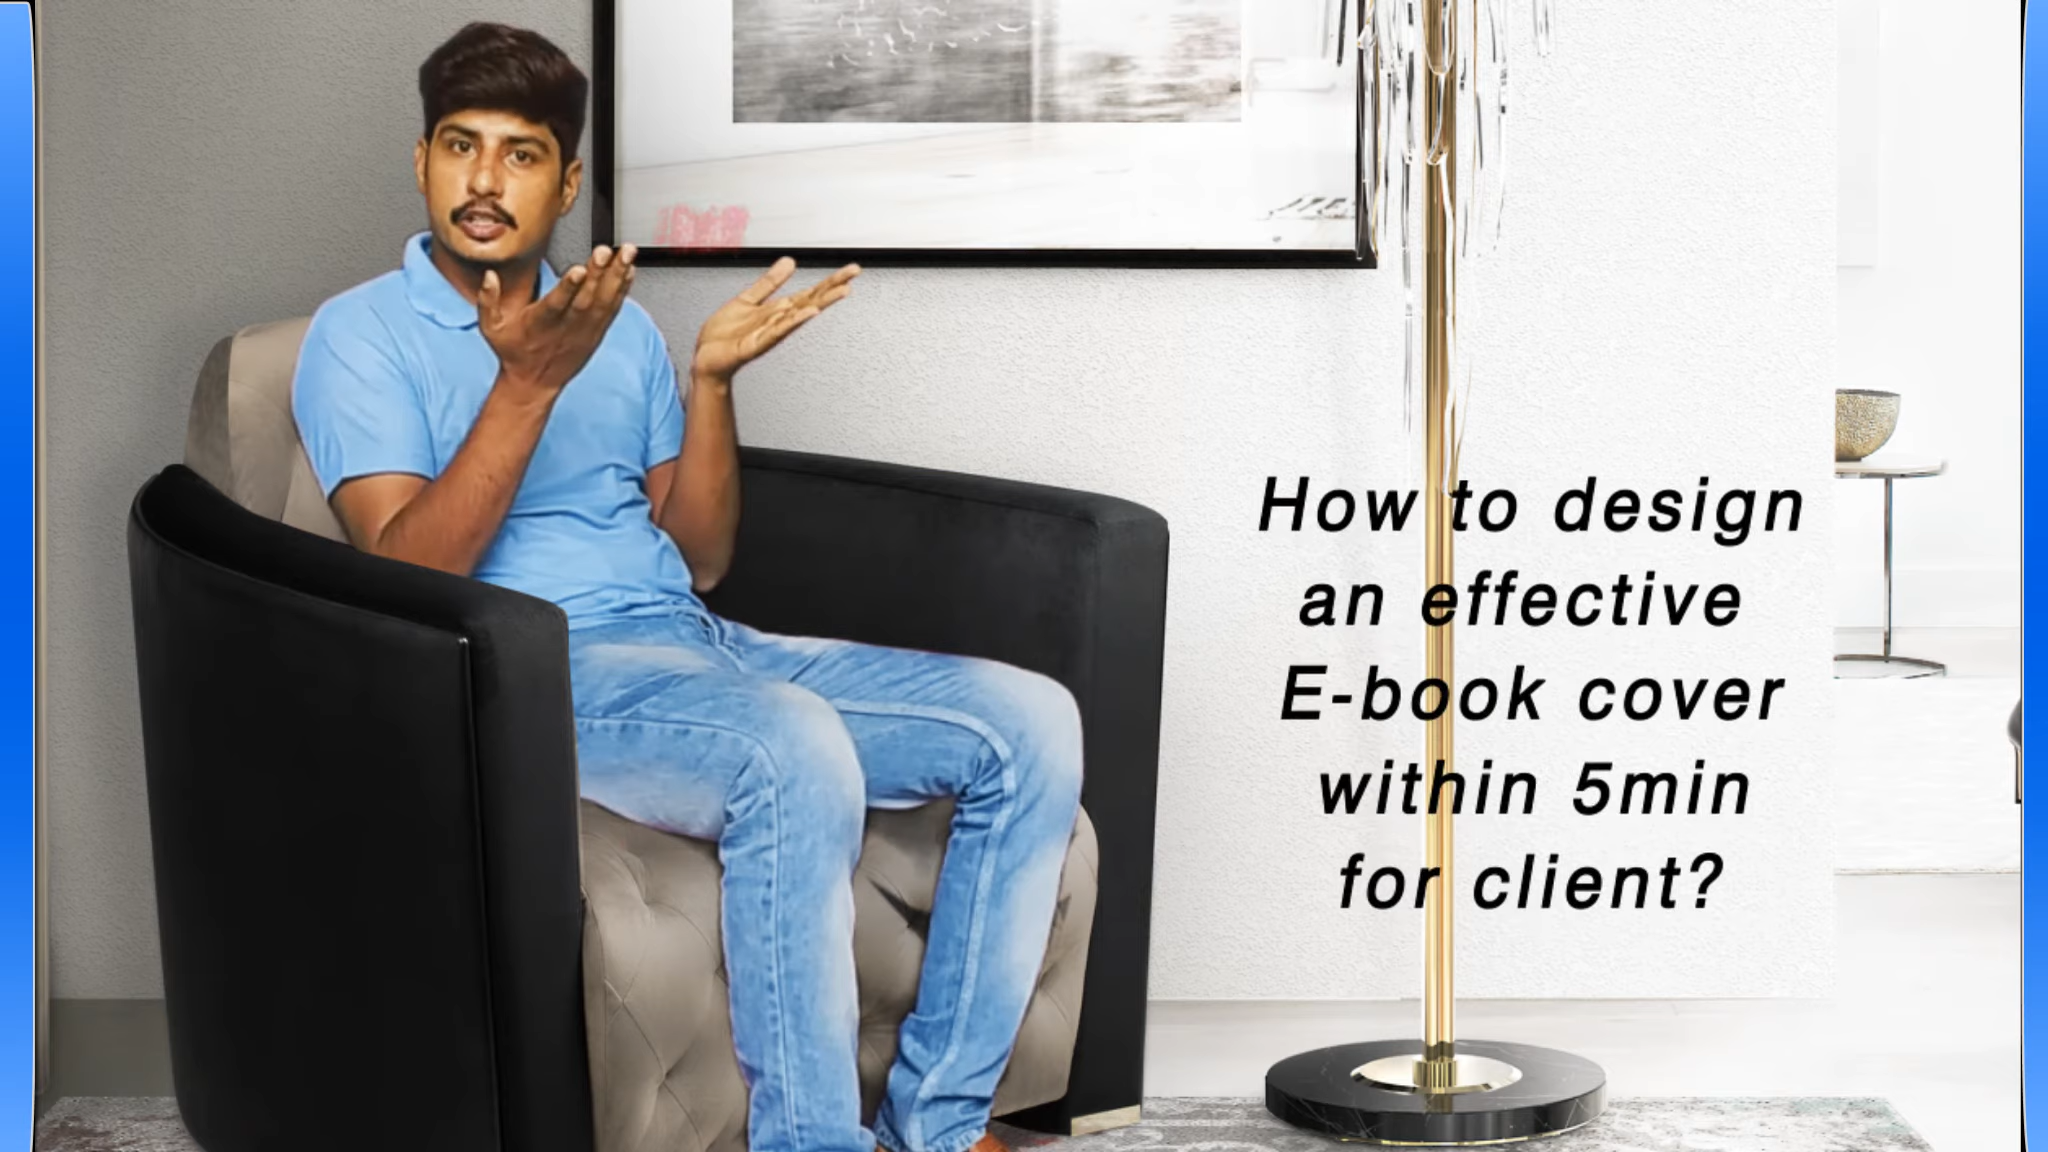 How to design
an effective
E-book cover
within 5min
for client?